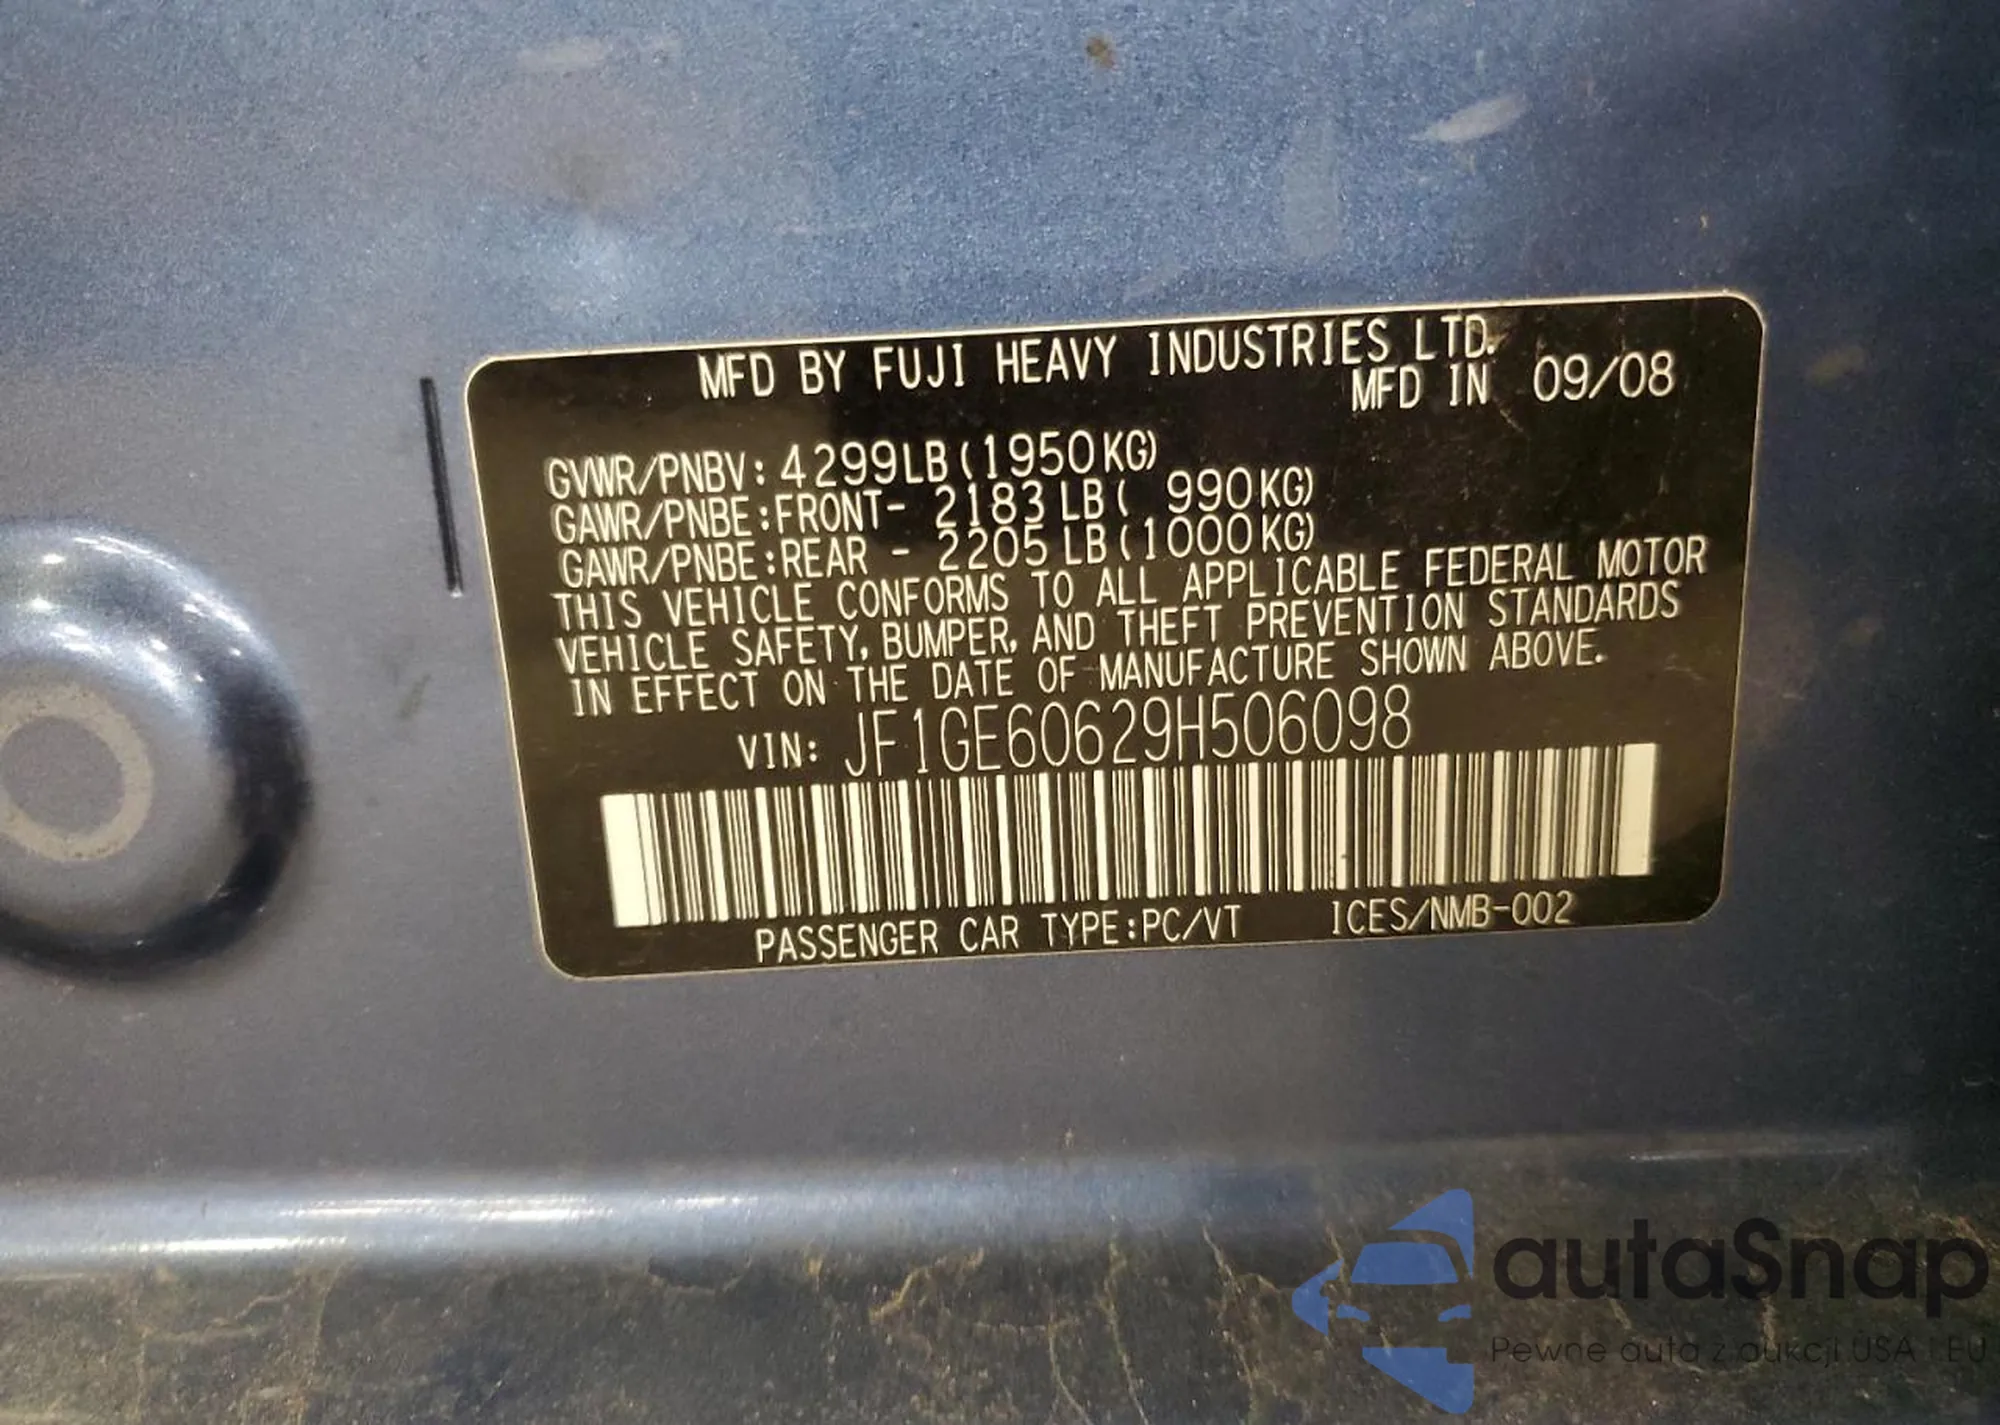 MFD BY FUJI HEAVY INDUSTRIES LTD.
MFD IN 09/08
GVWR/PNBV: 4299LB(1950KG)
GAWR/PNBE:FRONT- 2183LB( 990KG)
GAWR/PNBE:REAR - 2205LB(1000KG)
THIS VEHICLE CONFORMS TO ALL APPLICABLE FEDERAL MOTOR
VEHICLE SAFETY, BUMPER, AND THEFT PREVENTION STANDARDS
IN EFFECT ON THE DATE OF MANUFACTURE SHOWN ABOVE.
VIN: JF1GE60629H506098
PASSENGER CAR TYPE:PC/VT ICES/NMB-002
autaSnap
Pewne auta z aukcji USA i EU